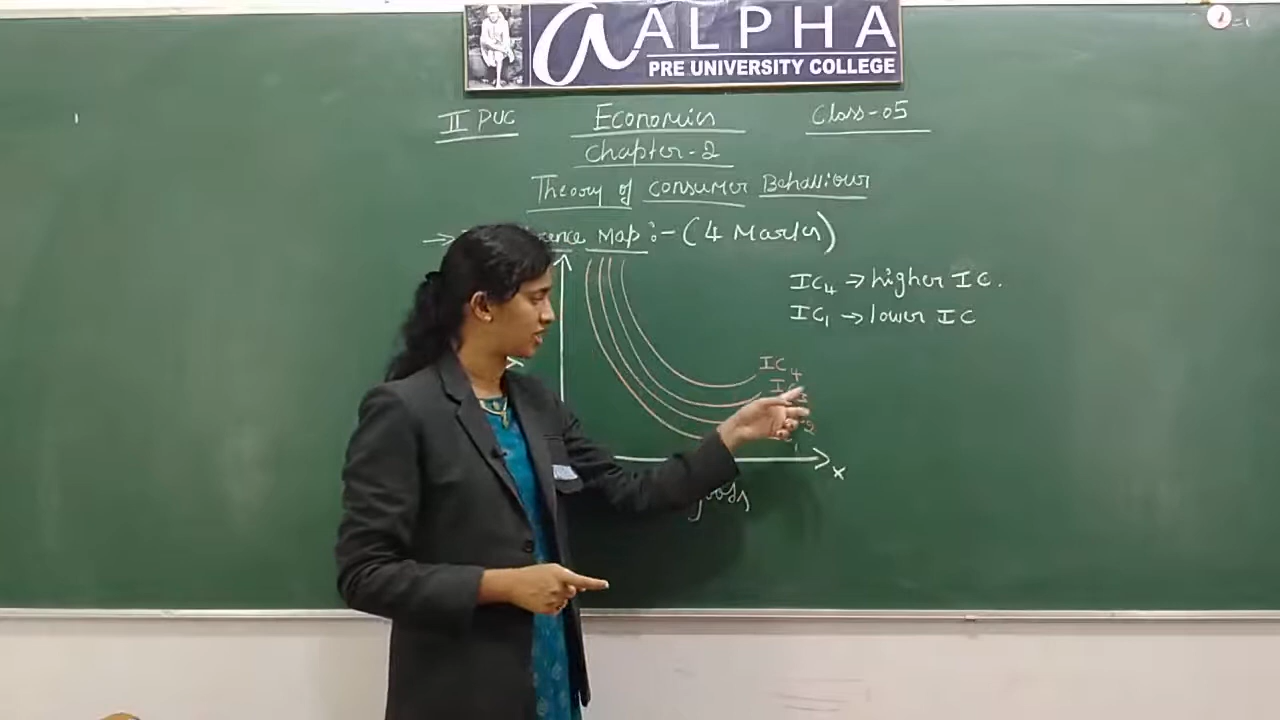 a ALPHA
PRE UNIVERSITY COLLEGE
II PUC Economics Class-05
Chapter-2
Theory of consumer Behaviour
→ Map :- (4 Marks)
IC4 → higher IC.
IC1 → lower IC
IC4
x
goods